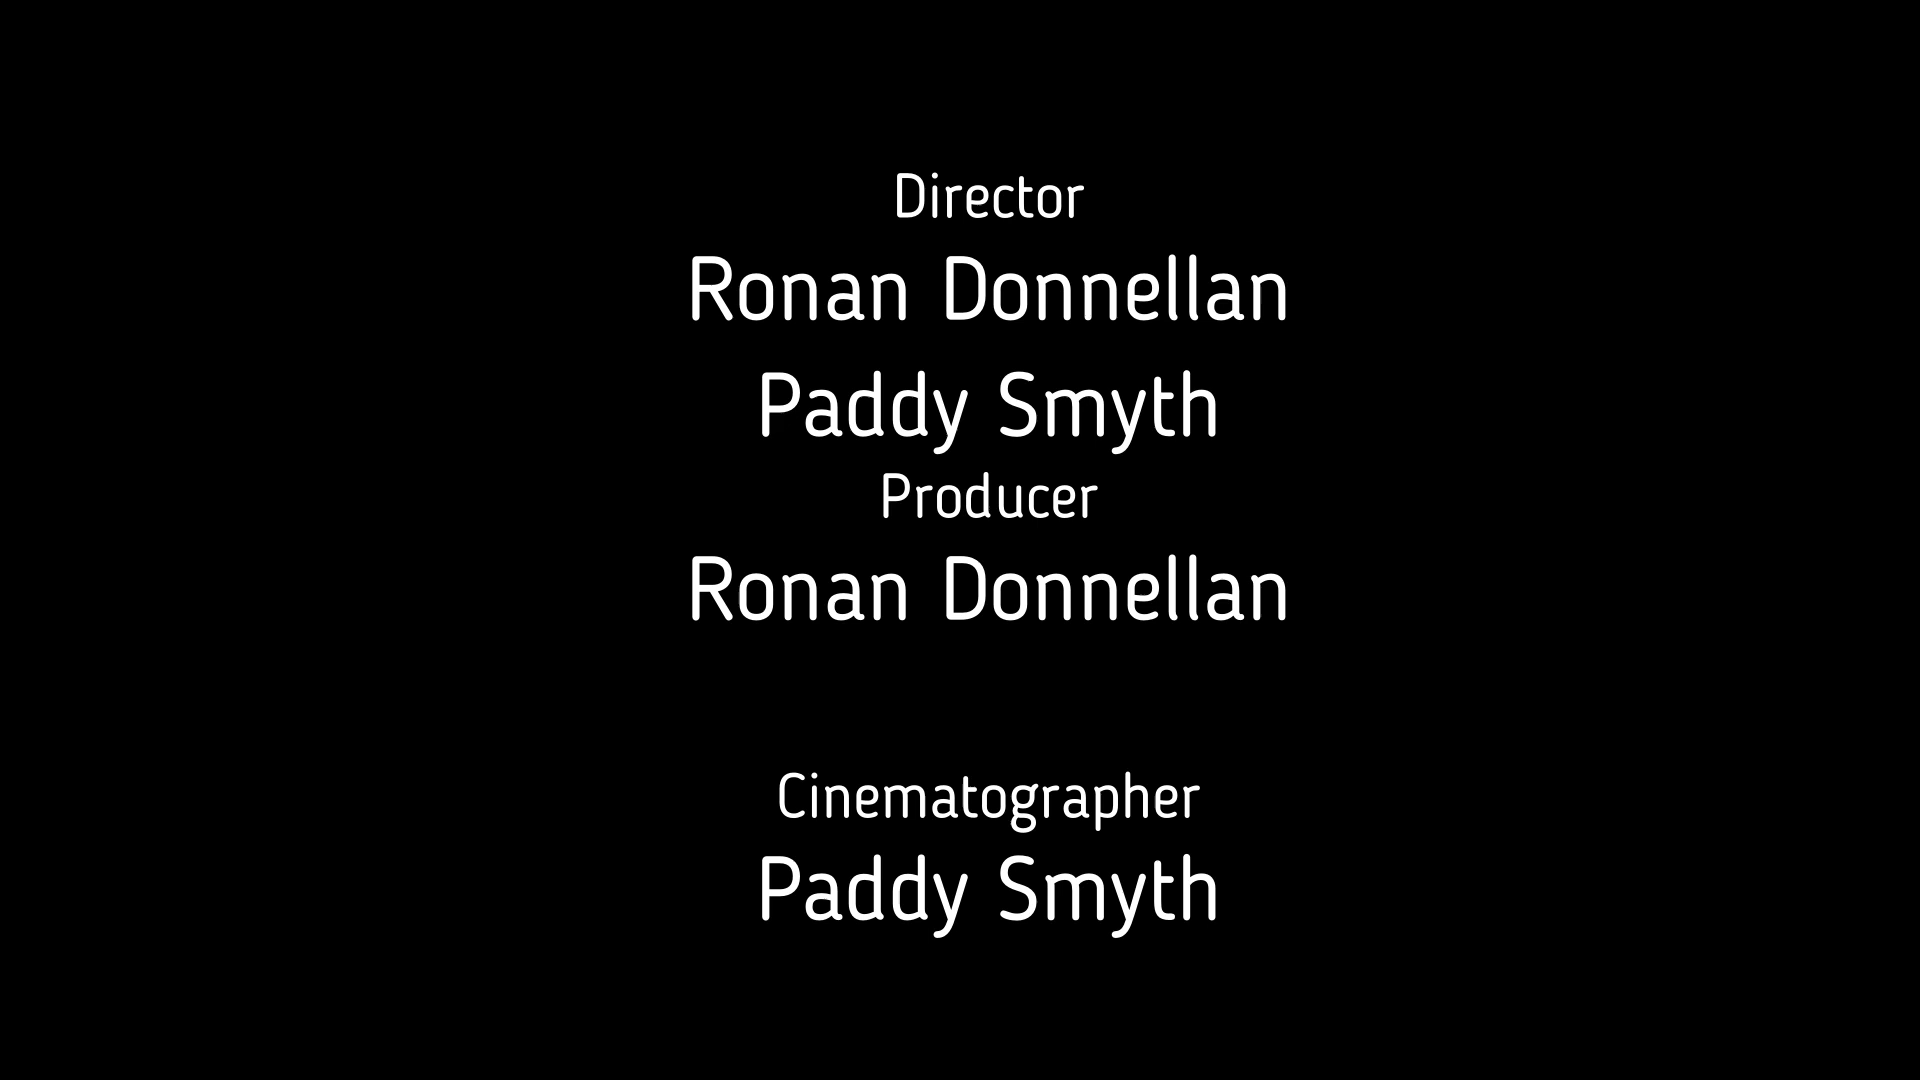 Director
Ronan Donnellan
Paddy Smyth
Producer
Ronan Donnellan
Cinematographer
Paddy Smyth